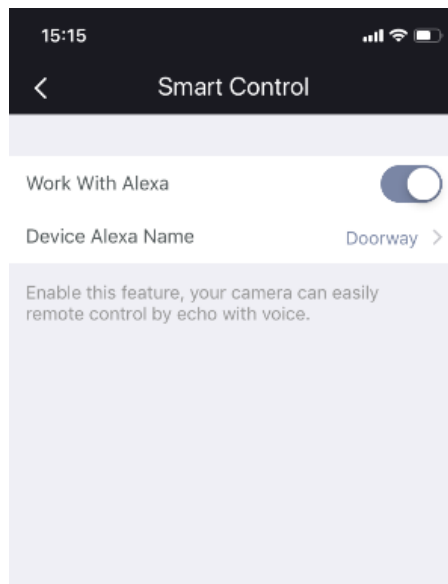 15:15
Smart Control
Work With Alexa
Device Alexa Name Doorway
Enable this feature, your camera can easily
remote control by echo with voice.